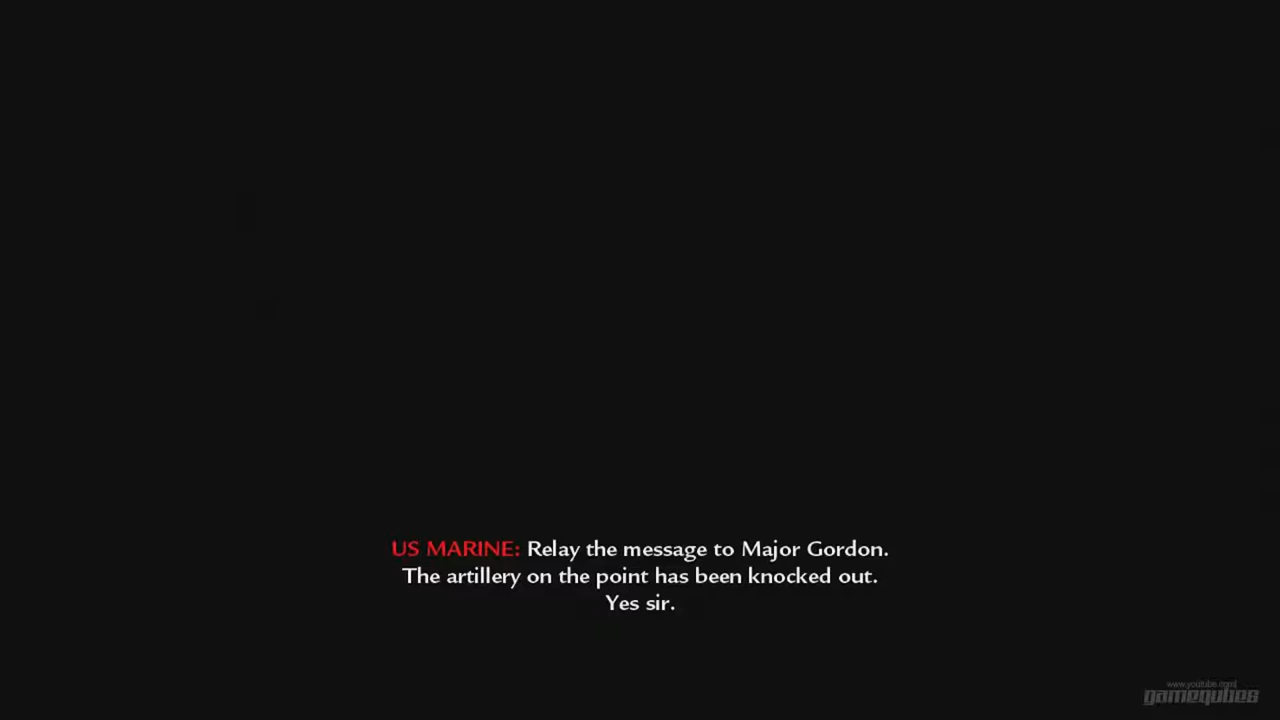 US MARINE: Relay the message to Major Gordon.
The artillery on the point has been knocked out.
Yes sir.
gamequbes